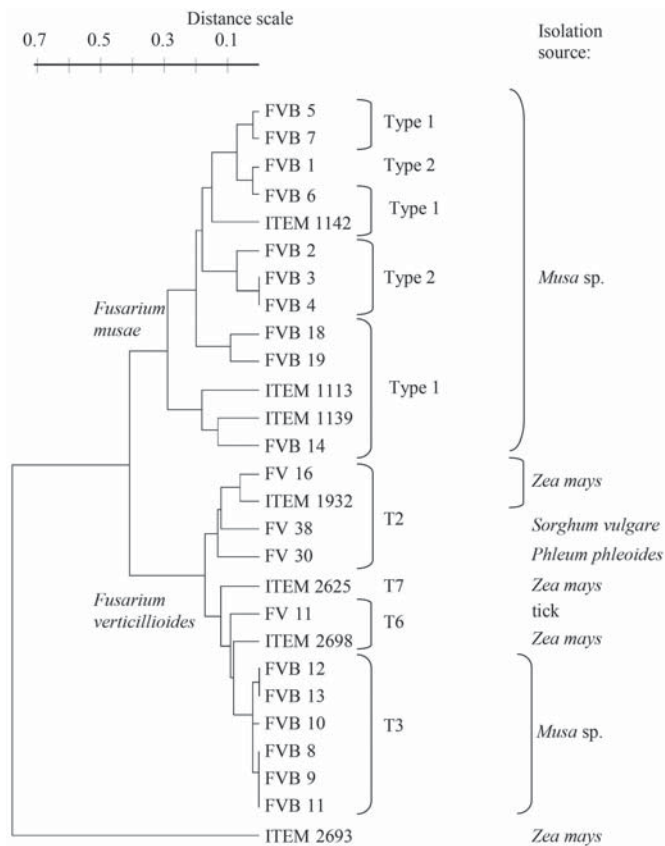 Distance scale
Isolation
source:
0.7 0.5 0.3 0.1
FVB 5
FVB 7
Type 1
FVB 1
Type 2
FVB 6
ITEM 1142
Type 1
FVB 2
FVB 3
FVB 4
Type 2
Musa sp.
Fusarium
musae
FVB 18
FVB 19
ITEM 1113
ITEM 1139
FVB 14
Type 1
FV 16
ITEM 1932
Zea mays
T2
FV 38
Sorghum vulgare
FV 30
Phleum phleoides
Fusarium
verticillioides
ITEM 2625 T7 Zea mays
FV 11
tick
T6
ITEM 2698
Zea mays
FVB 12
FVB 13
FVB 10
T3
Musa sp.
FVB 8
FVB 9
FVB 11
ITEM 2693 Zea mays